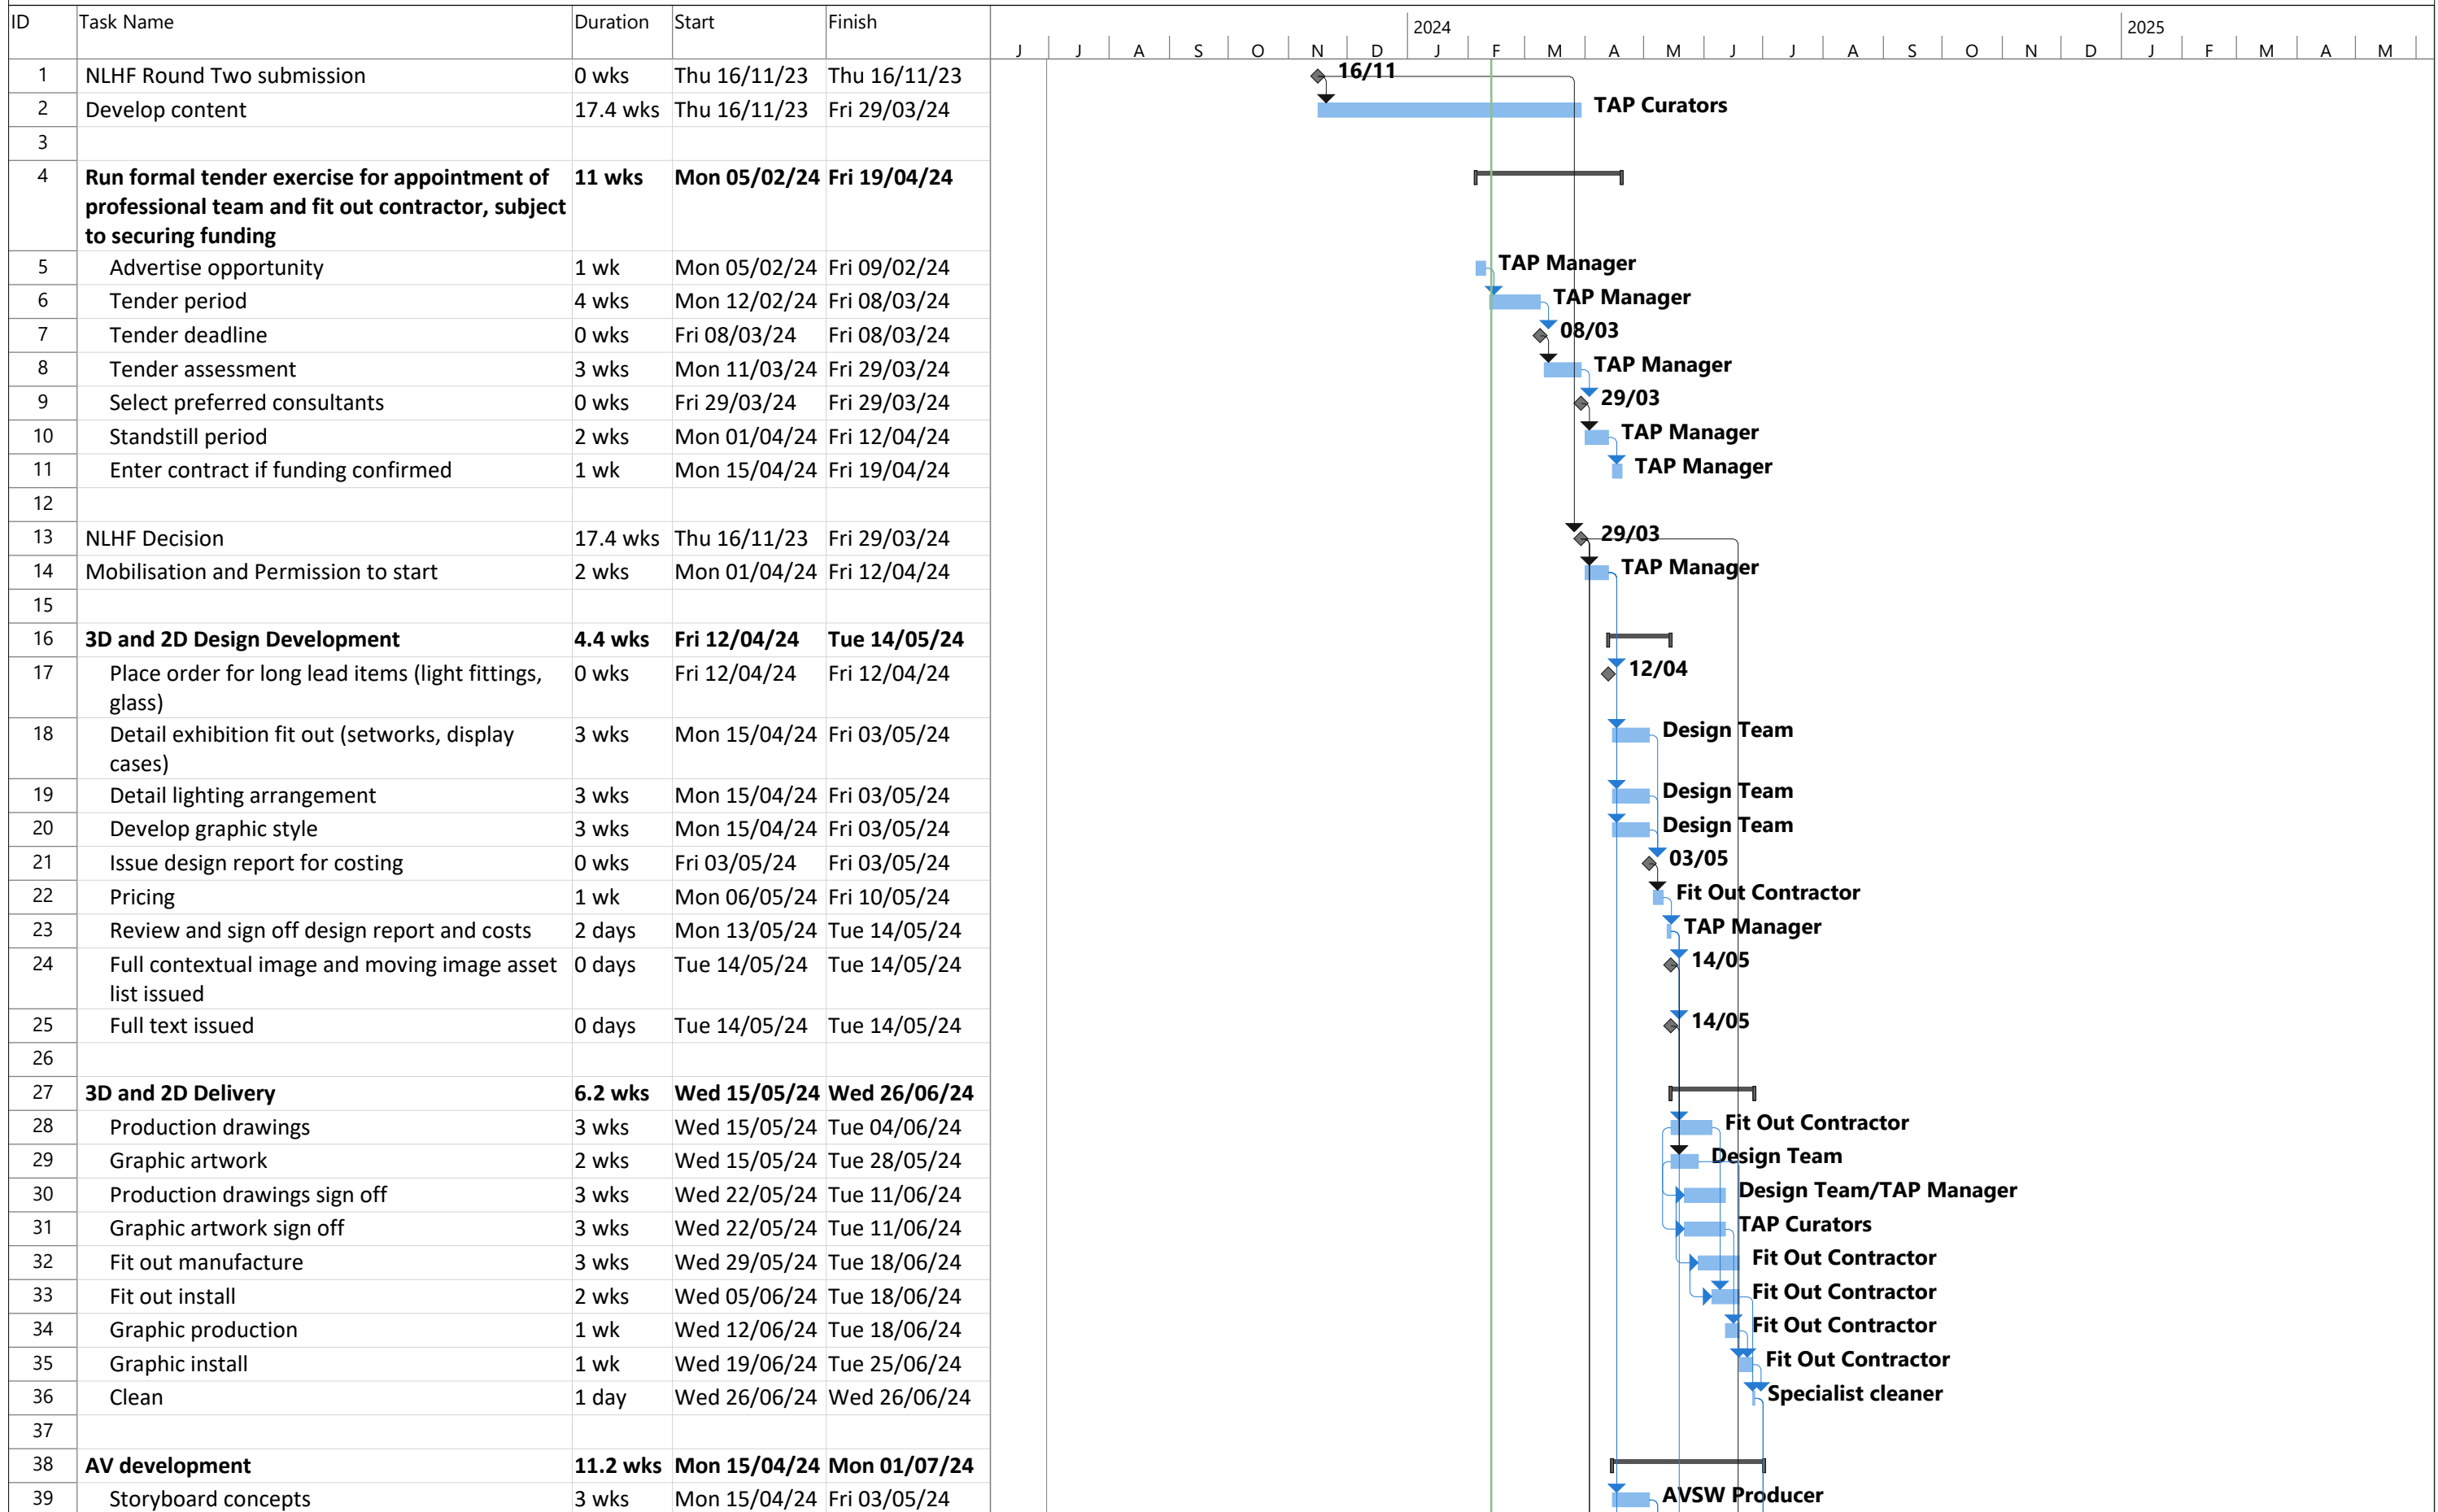 ID Task Name Duration Start Finish 2024 2025
J J A S O N D J F M A M J J A S O N D J F M A M
1 NLHF Round Two submission 0 wks Thu 16/11/23 Thu 16/11/23 16/11
2 Develop content 17.4 wks Thu 16/11/23 Fri 29/03/24 TAP Curators
3
4 Run formal tender exercise for appointment of 11 wks Mon 05/02/24 Fri 19/04/24
professional team and fit out contractor, subject
to securing funding
5 Advertise opportunity 1 wk Mon 05/02/24 Fri 09/02/24 TAP Manager
6 Tender period 4 wks Mon 12/02/24 Fri 08/03/24 TAP Manager
7 Tender deadline 0 wks Fri 08/03/24 Fri 08/03/24 08/03
8 Tender assessment 3 wks Mon 11/03/24 Fri 29/03/24 TAP Manager
9 Select preferred consultants 0 wks Fri 29/03/24 Fri 29/03/24 29/03
10 Standstill period 2 wks Mon 01/04/24 Fri 12/04/24 TAP Manager
11 Enter contract if funding confirmed 1 wk Mon 15/04/24 Fri 19/04/24 TAP Manager
12
13 NLHF Decision 17.4 wks Thu 16/11/23 Fri 29/03/24 29/03
14 Mobilisation and Permission to start 2 wks Mon 01/04/24 Fri 12/04/24 TAP Manager
15
16 3D and 2D Design Development 4.4 wks Fri 12/04/24 Tue 14/05/24
17 Place order for long lead items (light fittings, 0 wks Fri 12/04/24 Fri 12/04/24 12/04
glass)
18 Detail exhibition fit out (setworks, display 3 wks Mon 15/04/24 Fri 03/05/24 Design Team
cases)
19 Detail lighting arrangement 3 wks Mon 15/04/24 Fri 03/05/24 Design Team
20 Develop graphic style 3 wks Mon 15/04/24 Fri 03/05/24 Design Team
21 Issue design report for costing 0 wks Fri 03/05/24 Fri 03/05/24 03/05
22 Pricing 1 wk Mon 06/05/24 Fri 10/05/24 Fit Out Contractor
23 Review and sign off design report and costs 2 days Mon 13/05/24 Tue 14/05/24 TAP Manager
24 Full contextual image and moving image asset 0 days Tue 14/05/24 Tue 14/05/24 14/05
list issued
25 Full text issued 0 days Tue 14/05/24 Tue 14/05/24 14/05
26
27 3D and 2D Delivery 6.2 wks Wed 15/05/24 Wed 26/06/24
28 Production drawings 3 wks Wed 15/05/24 Tue 04/06/24 Fit Out Contractor
29 Graphic artwork 2 wks Wed 15/05/24 Tue 28/05/24 Design Team
30 Production drawings sign off 3 wks Wed 22/05/24 Tue 11/06/24 Design Team/TAP Manager
31 Graphic artwork sign off 3 wks Wed 22/05/24 Tue 11/06/24 TAP Curators
32 Fit out manufacture 3 wks Wed 29/05/24 Tue 18/06/24 Fit Out Contractor
33 Fit out install 2 wks Wed 05/06/24 Tue 18/06/24 Fit Out Contractor
34 Graphic production 1 wk Wed 12/06/24 Tue 18/06/24 Fit Out Contractor
35 Graphic install 1 wk Wed 19/06/24 Tue 25/06/24 Fit Out Contractor
36 Clean 1 day Wed 26/06/24 Wed 26/06/24 Specialist cleaner
37
38 AV development 11.2 wks Mon 15/04/24 Mon 01/07/24
39 Storyboard concepts 3 wks Mon 15/04/24 Fri 03/05/24 AVSW Producer